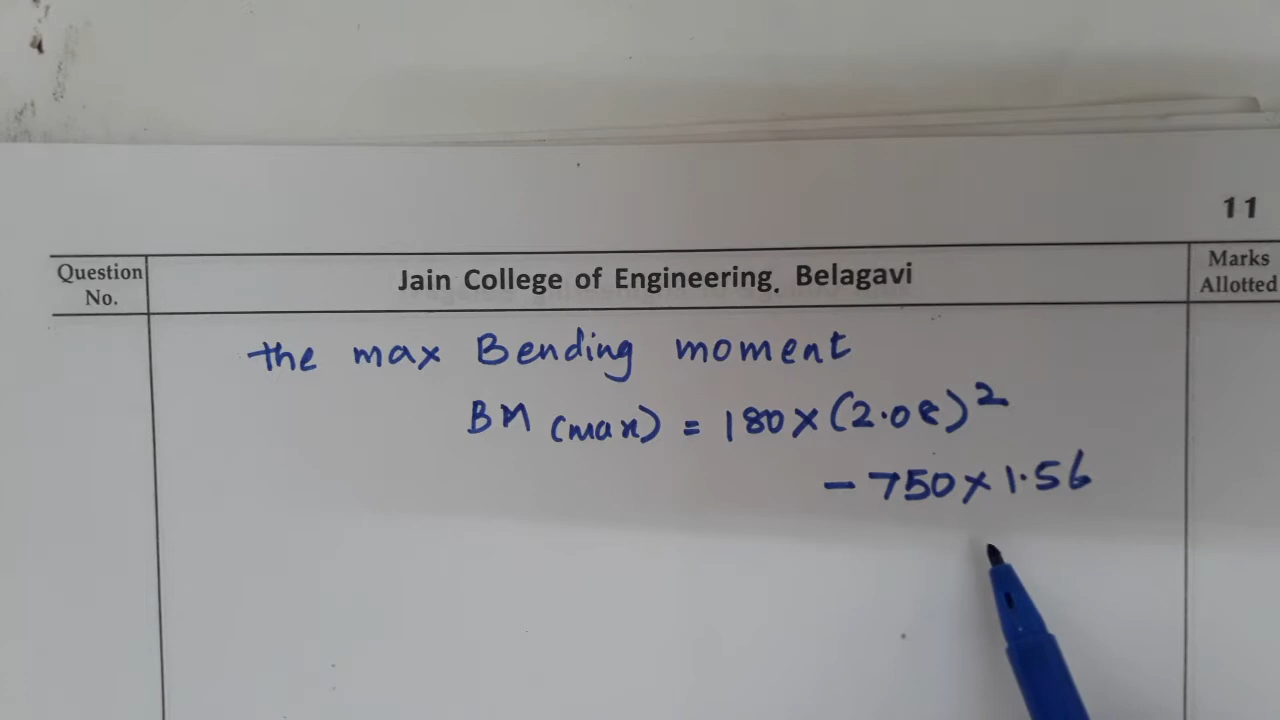 11
Question No.
Jain College of Engineering, Belagavi
Marks Allotted
the max Bending moment
BM (max) = 180 × (2.08)²
− 750 × 1.56